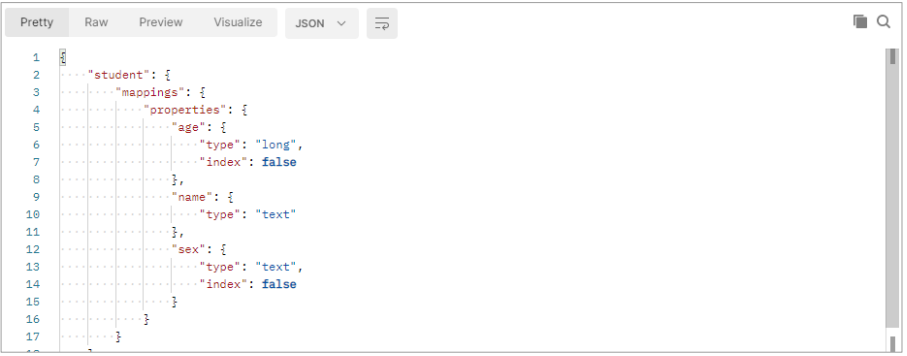 Pretty Raw Preview Visualize JSON
1 {
2 "student": {
3 "mappings": {
4 "properties": {
5 "age": {
6 "type": "long",
7 "index": false
8 },
9 "name": {
10 "type": "text"
11 },
12 "sex": {
13 "type": "text",
14 "index": false
15 }
16 }
17 }